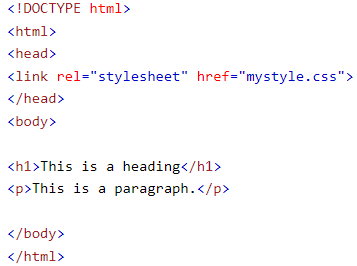 <!DOCTYPE html>
<html>
<head>
<link rel="stylesheet" href="mystyle.css">
</head>
<body>
<h1>This is a heading</h1>
<p>This is a paragraph.</p>
</body>
</html>